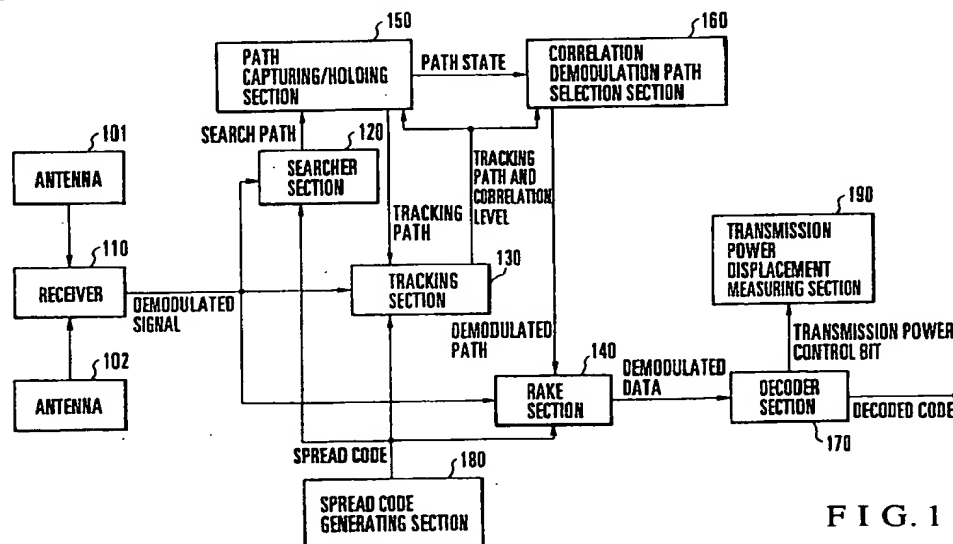 150
160
PATH
CAPTURING/HOLDING
SECTION
PATH STATE
CORRELATION
DEMODULATION PATH
SELECTION SECTION
101
SEARCH PATH
120
ANTENNA
SEARCHER
SECTION
TRACKING
PATH AND
CORRELATION
LEVEL
190
110
TRACKING
PATH
TRANSMISSION
POWER
DISPLACEMENT
MEASURING SECTION
130
RECEIVER
TRACKING
SECTION
DEMODULATED
SIGNAL
DEMODULATED
PATH
TRANSMISSION POWER
CONTROL BIT
102
140
DEMODULATED
DATA
ANTENNA
RAKE
SECTION
DECODER
SECTION
DECODED CODE
170
SPREAD CODE
180
SPREAD CODE
GENERATING SECTION
FIG. 1